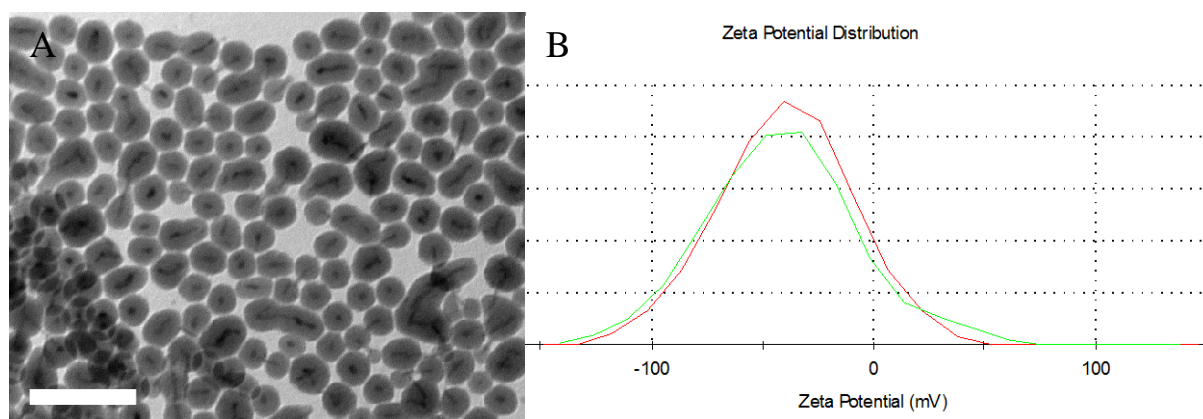 A
B
Zeta Potential Distribution
-100 0 100
Zeta Potential (mV)